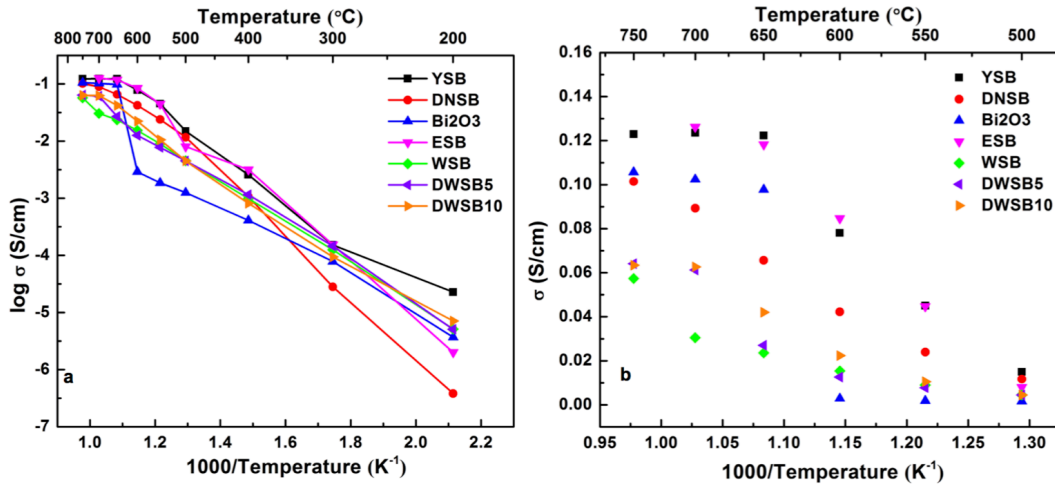 Temperature (°C)
800 700 600 500 400 300 200
-1
-2
-3
-4
-5
-6
-7
log σ (S/cm)
YSB
DNSB
Bi2O3
ESB
WSB
DWSB5
DWSB10
a
1.0 1.2 1.4 1.6 1.8 2.0 2.2
1000/Temperature (K-1)
Temperature (°C)
750 700 650 600 550 500
0.16
0.14
0.12
0.10
0.08
0.06
0.04
0.02
0.00
σ (S/cm)
YSB
DNSB
Bi2O3
ESB
WSB
DWSB5
DWSB10
b
0.95 1.00 1.05 1.10 1.15 1.20 1.25 1.30
1000/Temperature (K-1)